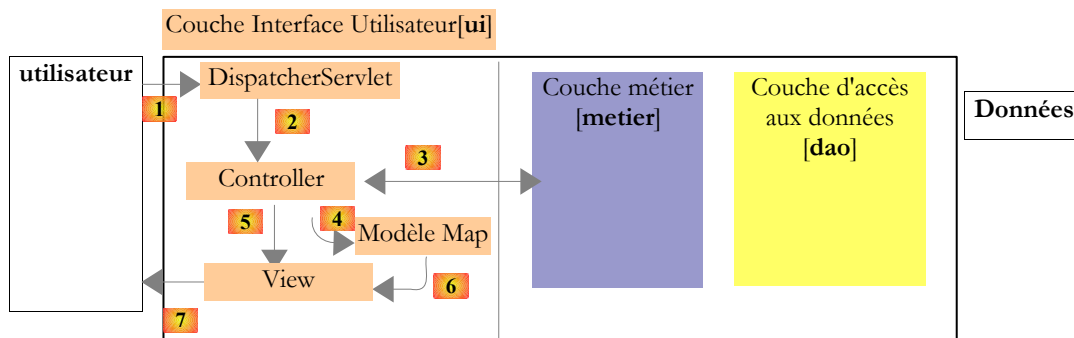 Couche Interface Utilisateur[ui]
utilisateur
DispatcherServlet
1
2
Couche métier
[metier]
Couche d'accès
aux données
[dao]
Données
3
Controller
5
4
Modèle Map
View
6
7